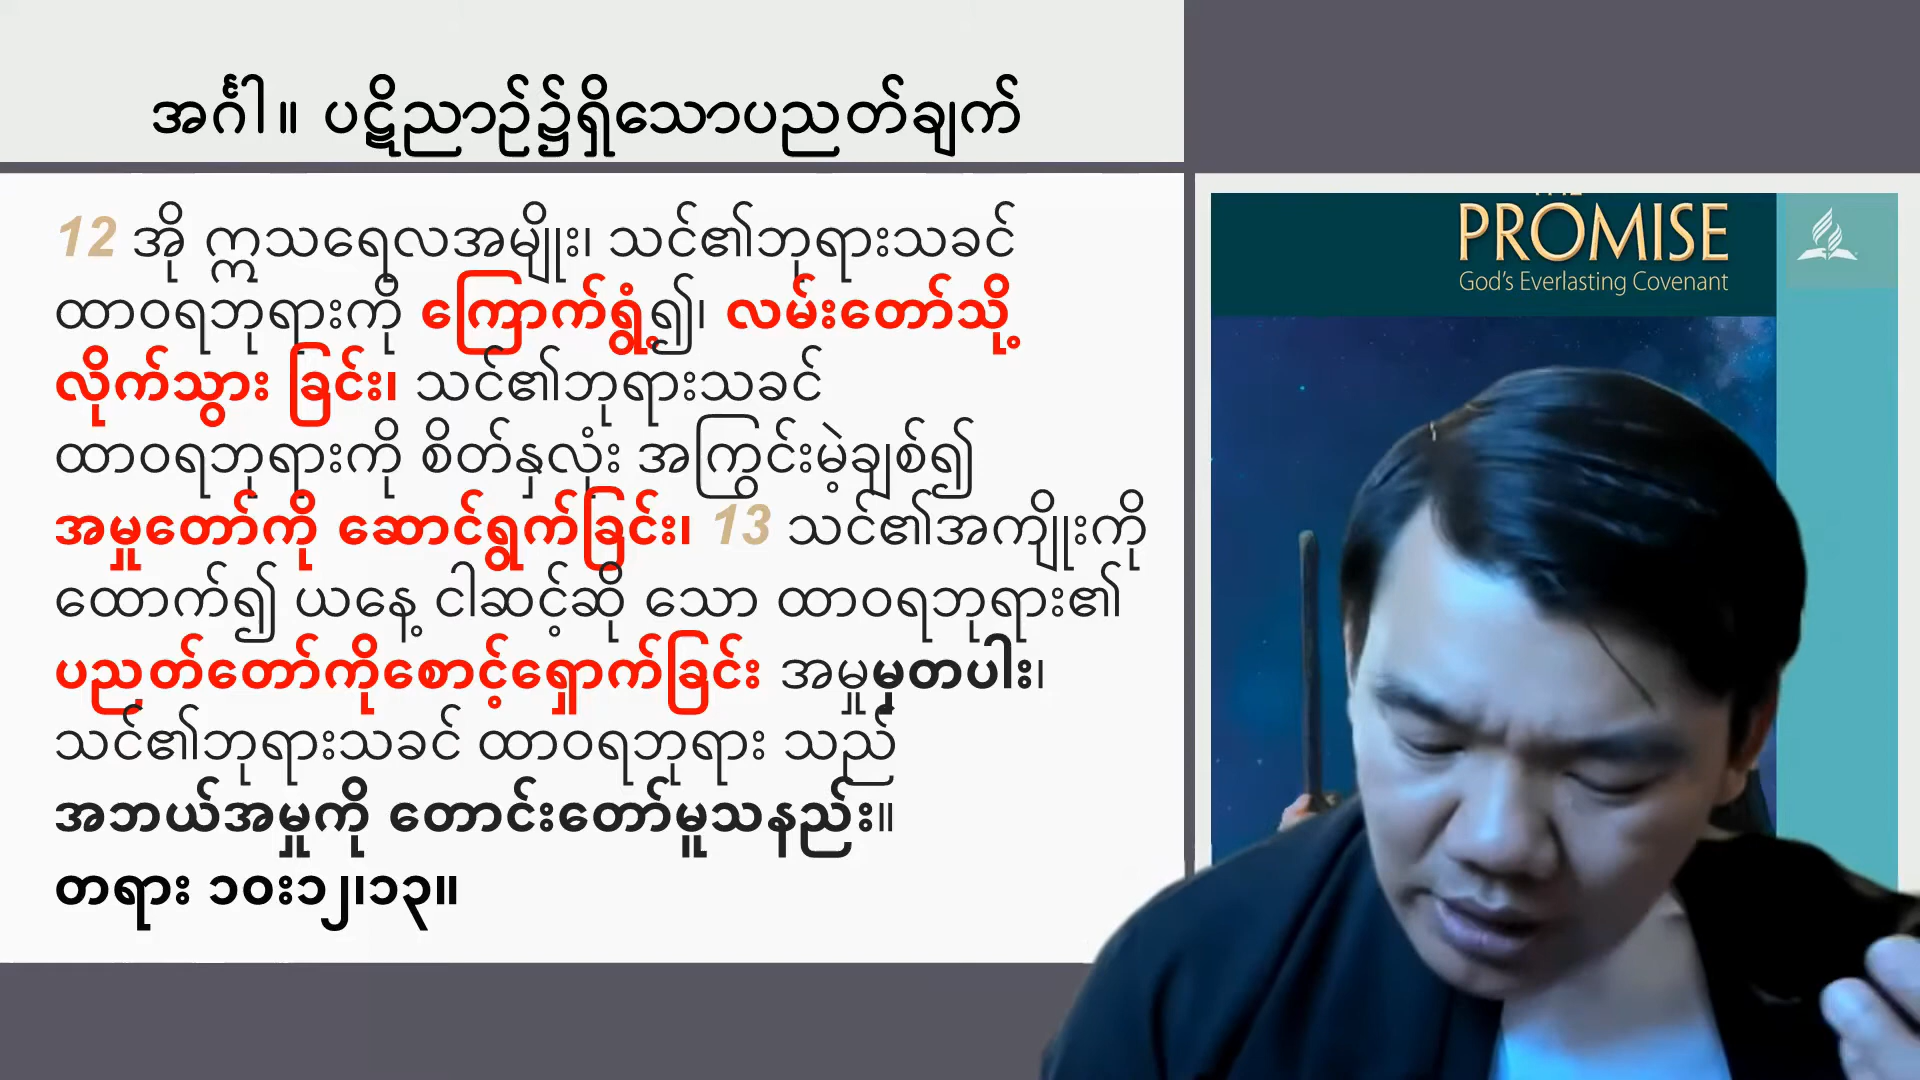 အင်္ဂါ။ ပဋိညာဉ်၌ရှိသောပညတ်ချက်
12 အို ဣသရေလအမျိုး၊ သင်၏ဘုရားသခင်
ထာဝရဘုရားကို ကြောက်ရွံ့၍၊ လမ်းတော်သို့
လိုက်သွား ခြင်း၊ သင်၏ဘုရားသခင်
ထာဝရဘုရားကို စိတ်နှလုံး အကြွင်းမဲ့ချစ်၍
အမှုတော်ကို ဆောင်ရွက်ခြင်း၊ 13 သင်၏အကျိုးကို
ထောက်၍ ယနေ့ ငါဆင့်ဆို သော ထာဝရဘုရား၏
ပညတ်တော်ကိုစောင့်ရှောက်ခြင်း အမှုမှတပါး၊
သင်၏ဘုရားသခင် ထာဝရဘုရား သည်
အဘယ်အမှုကို တောင်းတော်မူသနည်း။
တရား ၁၀း၁၂၊၁၃။
PROMISE
God's Everlasting Covenant